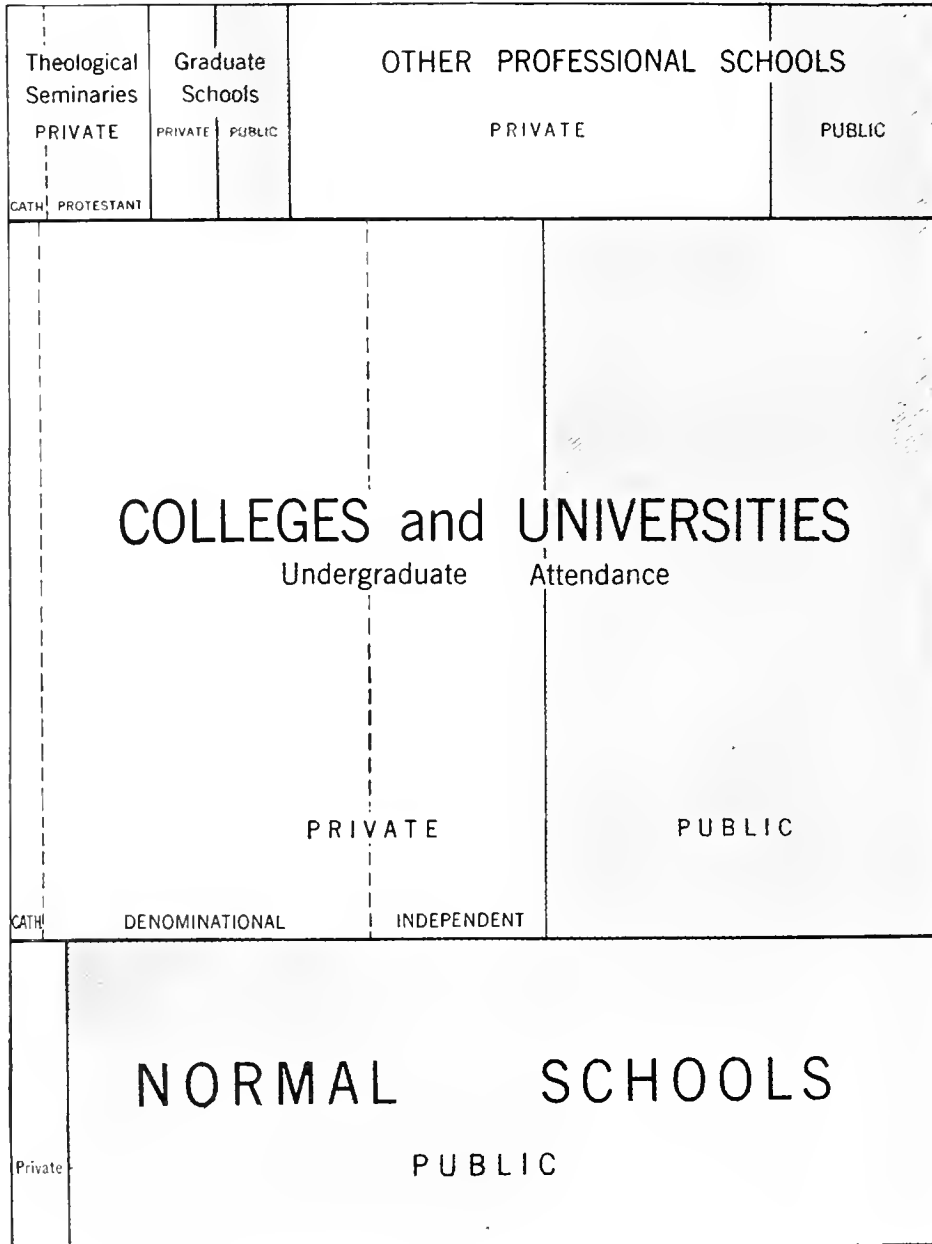 Theological
Seminaries
PRIVATE
CATH PROTESTANT
Graduate
Schools
PRIVATE PUBLIC
OTHER PROFESSIONAL SCHOOLS
PRIVATE PUBLIC
COLLEGES and UNIVERSITIES
Undergraduate Attendance
PRIVATE PUBLIC
CATH DENOMINATIONAL INDEPENDENT
NORMAL SCHOOLS
Private PUBLIC